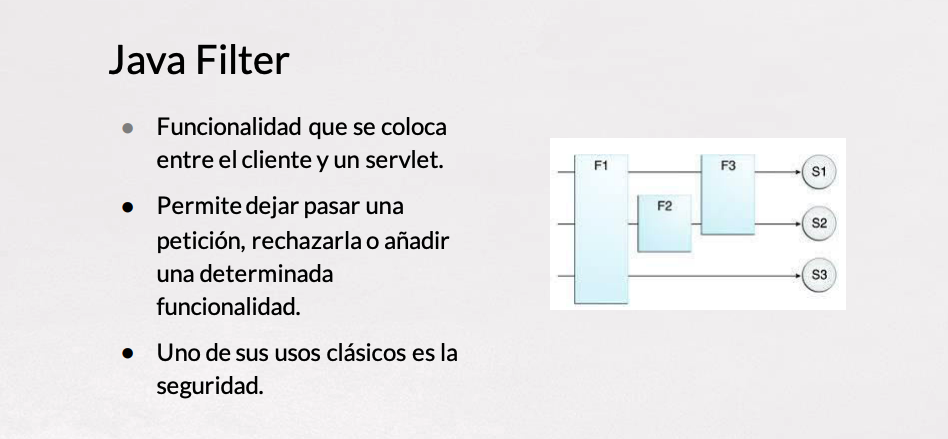 Java Filter
● Funcionalidad que se coloca
entre el cliente y un servlet.
● Permite dejar pasar una
petición, rechazarla o añadir
una determinada
funcionalidad.
● Uno de sus usos clásicos es la
seguridad.
F1
F3
S1
F2
S2
S3